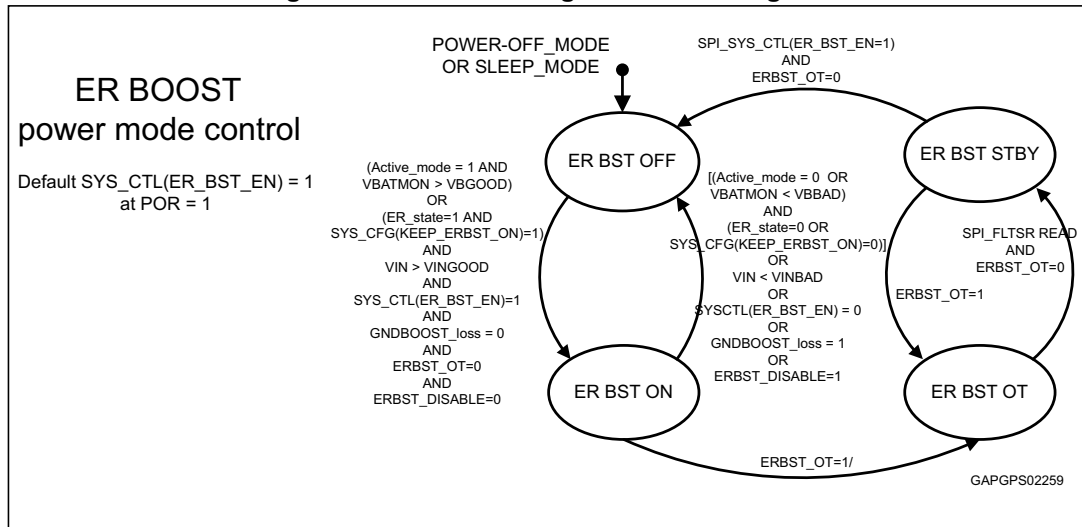 ER BOOST
power mode control
Default SYS_CTL(ER_BST_EN) = 1
at POR = 1
POWER-OFF_MODE
OR SLEEP_MODE
SPI_SYS_CTL(ER_BST_EN=1)
AND
ERBST_OT=0
ER BST OFF
ER BST STBY
(Active_mode = 1 AND
VBATMON > VBGOOD)
OR
(ER_state=1 AND
SYS_CFG(KEEP_ERBST_ON)=1)
AND
VIN > VINGOOD
AND
SYS_CTL(ER_BST_EN)=1
AND
GNDBOOST_loss = 0
AND
ERBST_OT=0
AND
ERBST_DISABLE=0
[(Active_mode = 0 OR
VBATMON < VBBAD)
AND
(ER_state=0 OR
SYS_CFG(KEEP_ERBST_ON)=0)]
OR
VIN < VINBAD
OR
SYSCTL(ER_BST_EN) = 0
OR
GNDBOOST_loss = 1
OR
ERBST_DISABLE=1
SPI_FLTSR READ
AND
ERBST_OT=0
ERBST_OT=1
ER BST ON
ER BST OT
ERBST_OT=1/
GAPGPS02259